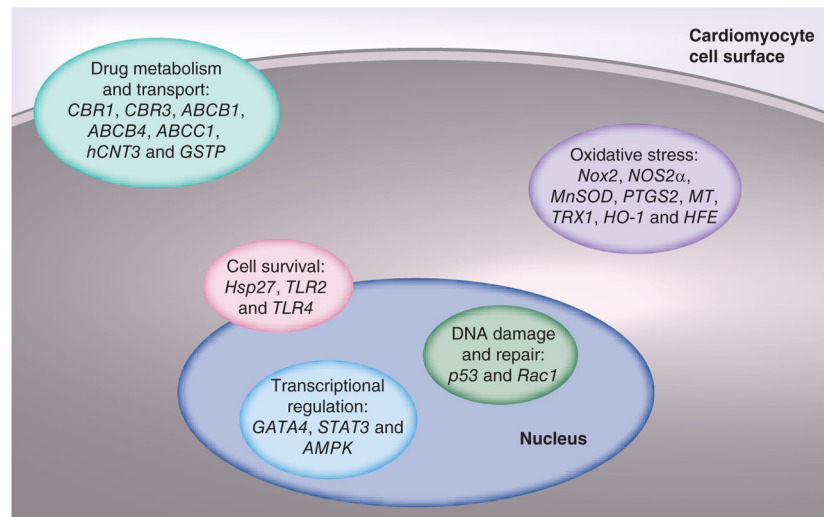 Cardiomyocyte
cell surface
Drug metabolism
and transport:
CBR1, CBR3, ABCB1,
ABCB4, ABCC1,
hCNT3 and GSTP
Oxidative stress:
Nox2, NOS2α,
MnSOD, PTGS2, MT,
TRX1, HO-1 and HFE
Cell survival:
Hsp27, TLR2
and TLR4
DNA damage
and repair:
p53 and Rac1
Transcriptional
regulation:
GATA4, STAT3 and
AMPK
Nucleus